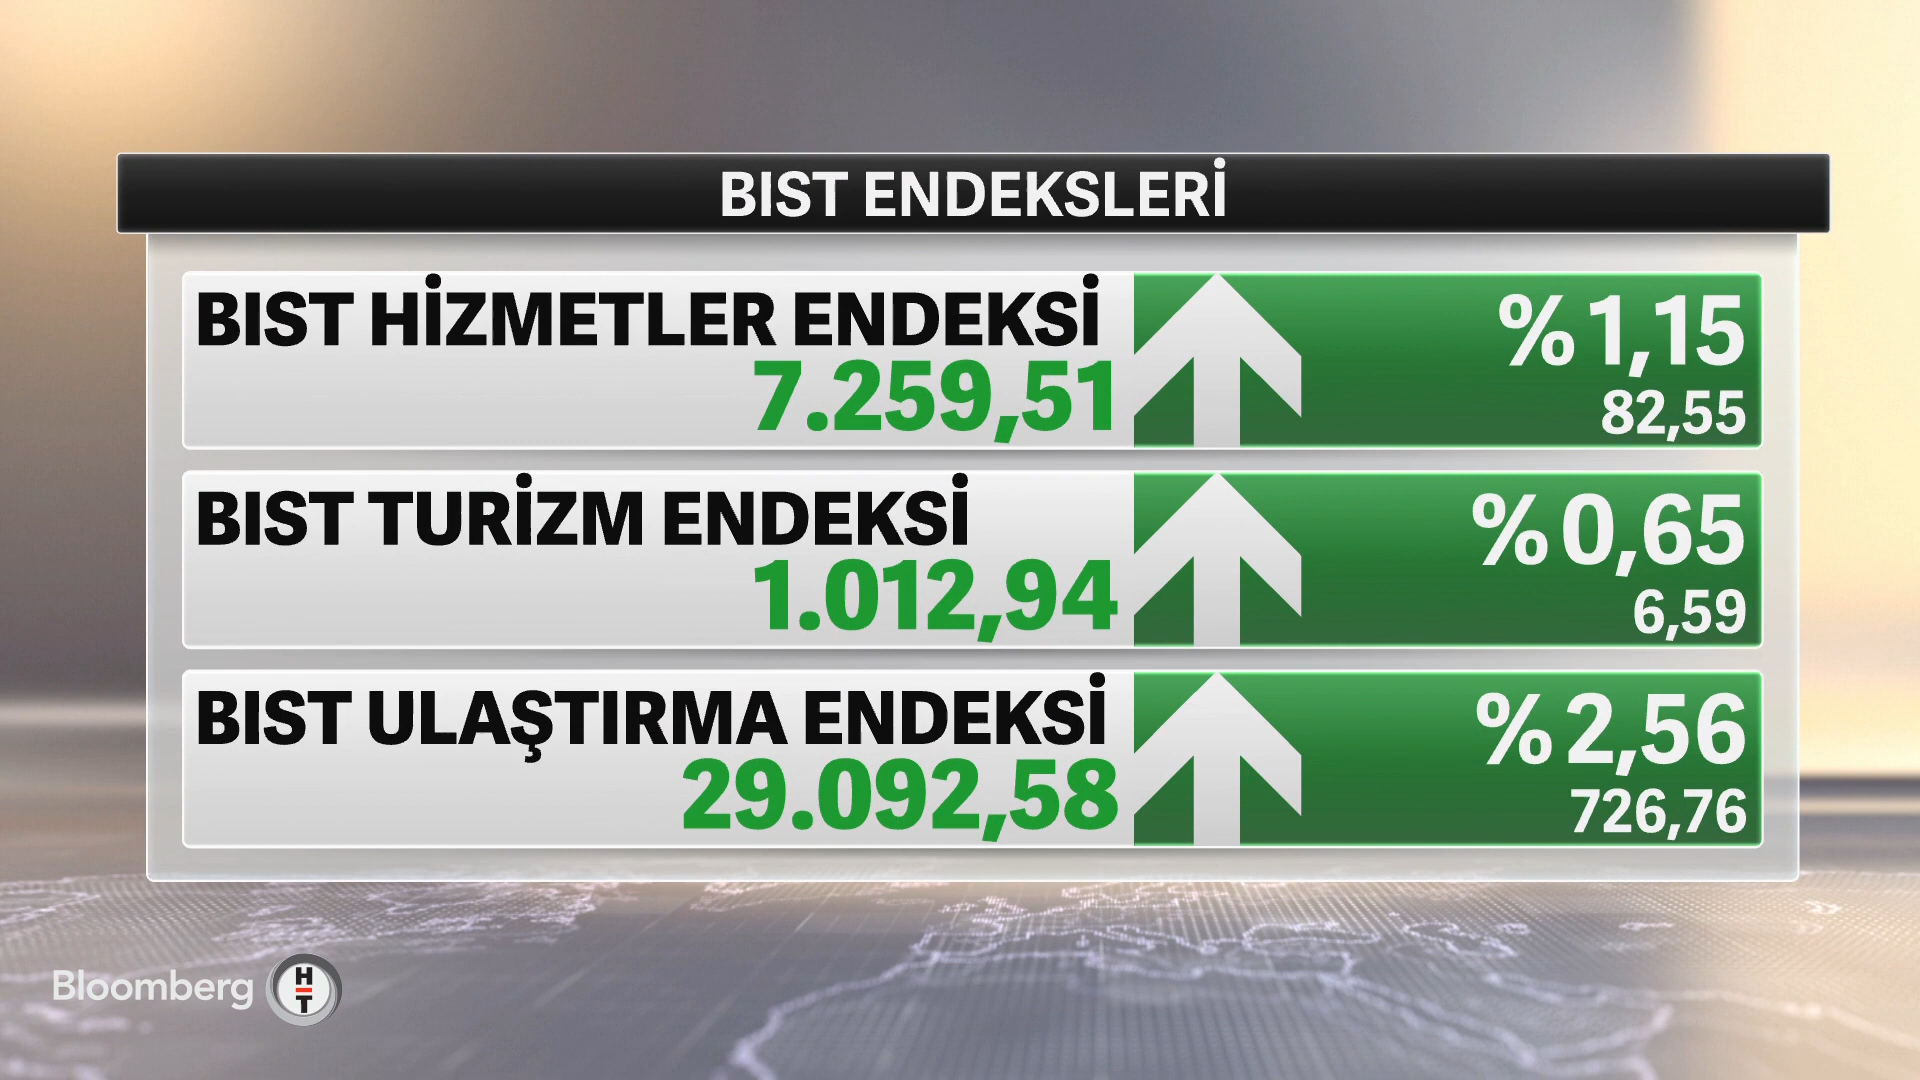 BIST ENDEKSLERİ
BIST HİZMETLER ENDEKSİ
7.259,51
%1,15
82,55
BIST TURİZM ENDEKSİ
1.012,94
%0,65
6,59
BIST ULAŞTIRMA ENDEKSİ
29.092,58
%2,56
726,76
Bloomberg HT